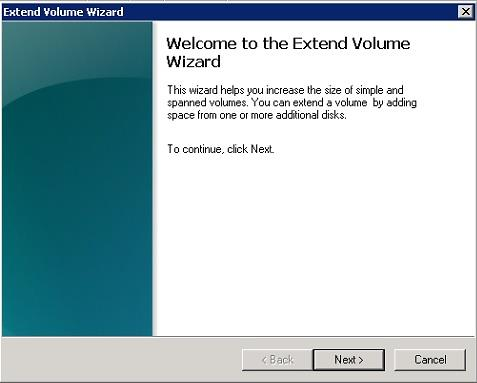 Extend Volume Wizard
Welcome to the Extend Volume
Wizard
This wizard helps you increase the size of simple and
spanned volumes. You can extend a volume  by adding
space from one or more additional disks.
To continue, click Next.
< Back
Next >
Cancel